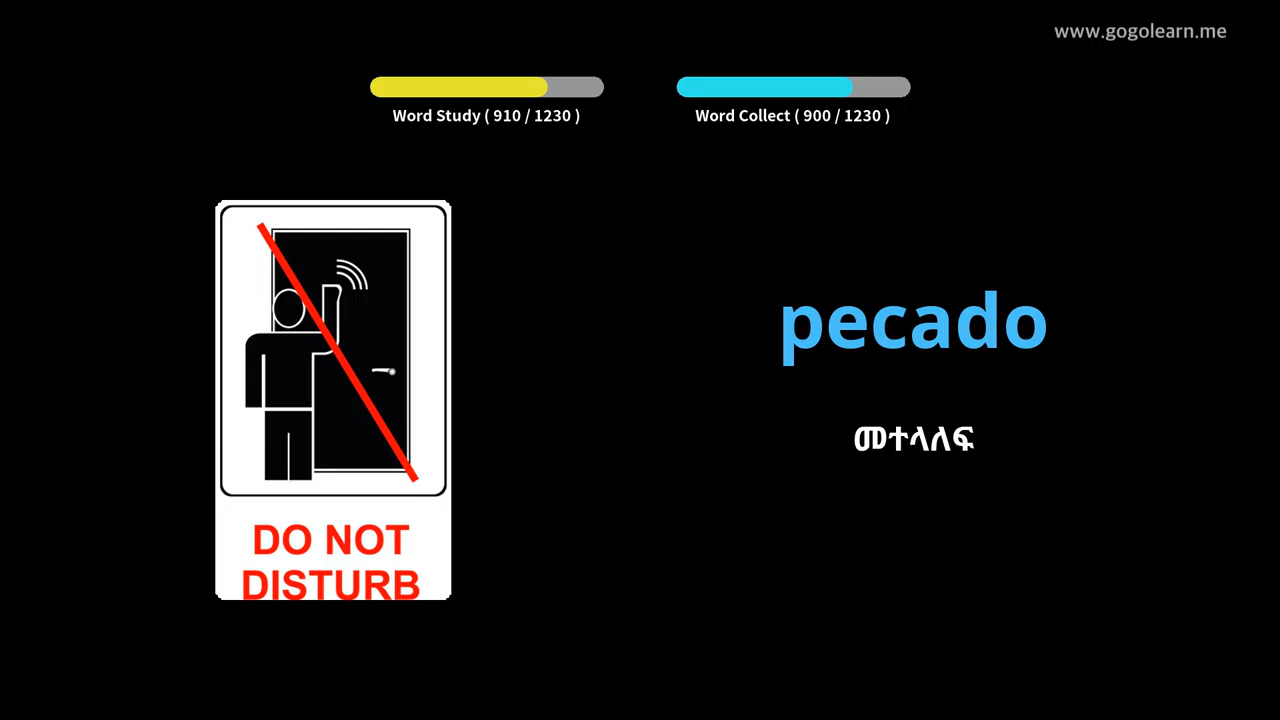 www.gogolearn.me
Word Study ( 910 / 1230 )
Word Collect ( 900 / 1230 )
pecado
መተላለፍ
DO NOT
DISTURB